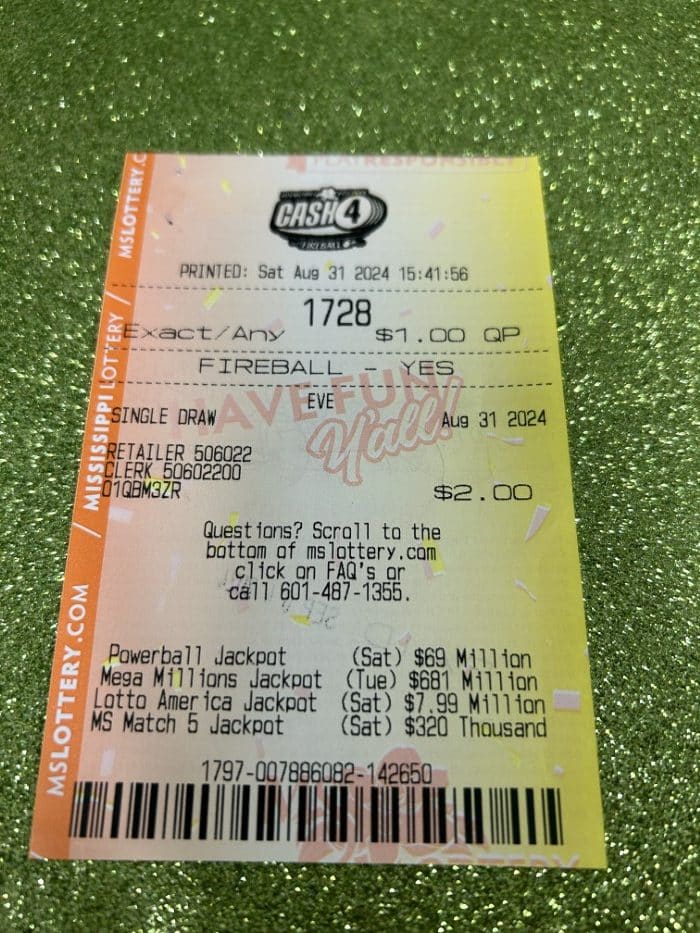 PLAY RESPONSIBLY
CASH 4
FIREBALL
PRINTED: Sat Aug 31 2024 15:41:56
1728
Exact/Any $1.00 QP
FIREBALL - YES
HAVE FUN
Y'all!
EVE
SINGLE DRAW Aug 31 2024
RETAILER 506022
CLERK 50602200
01QBM3ZR
$2.00
Questions? Scroll to the
bottom of mslottery.com
click on FAQ's or
call 601-487-1355.
Powerball Jackpot (Sat) $69 Million
Mega Millions Jackpot (Tue) $681 Million
Lotto America Jackpot (Sat) $7.99 Million
MS Match 5 Jackpot (Sat) $320 Thousand
1797-007886082-142650
MSLOTTERY.COM / MISSISSIPPI LOTTERY / MSLOTTERY.C